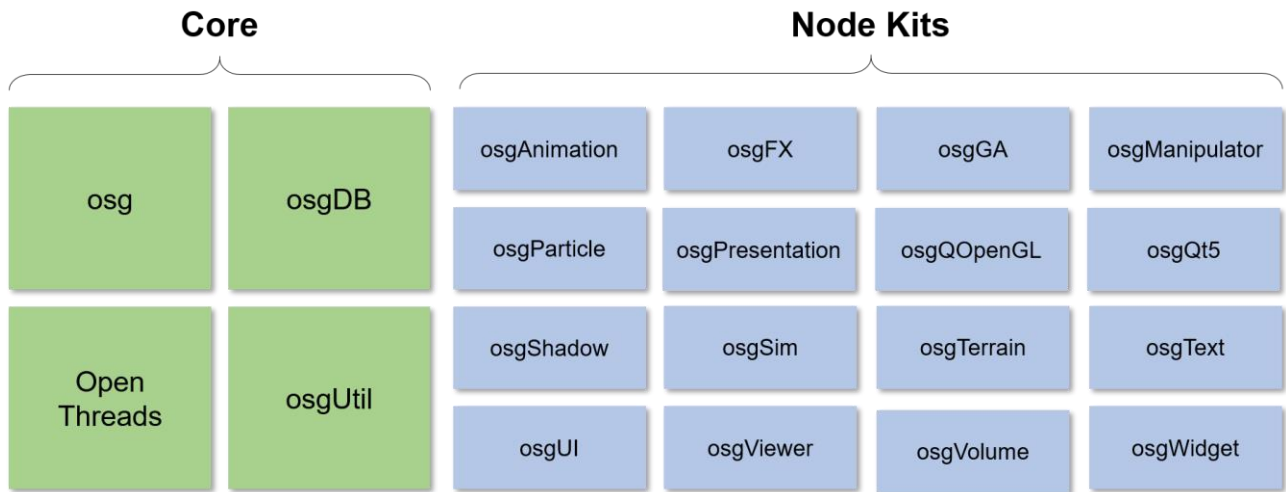 Core
Node Kits
osg
osgDB
Open
Threads
osgUtil
osgAnimation
osgFX
osgGA
osgManipulator
osgParticle
osgPresentation
osgQOpenGL
osgQt5
osgShadow
osgSim
osgTerrain
osgText
osgUI
osgViewer
osgVolume
osgWidget